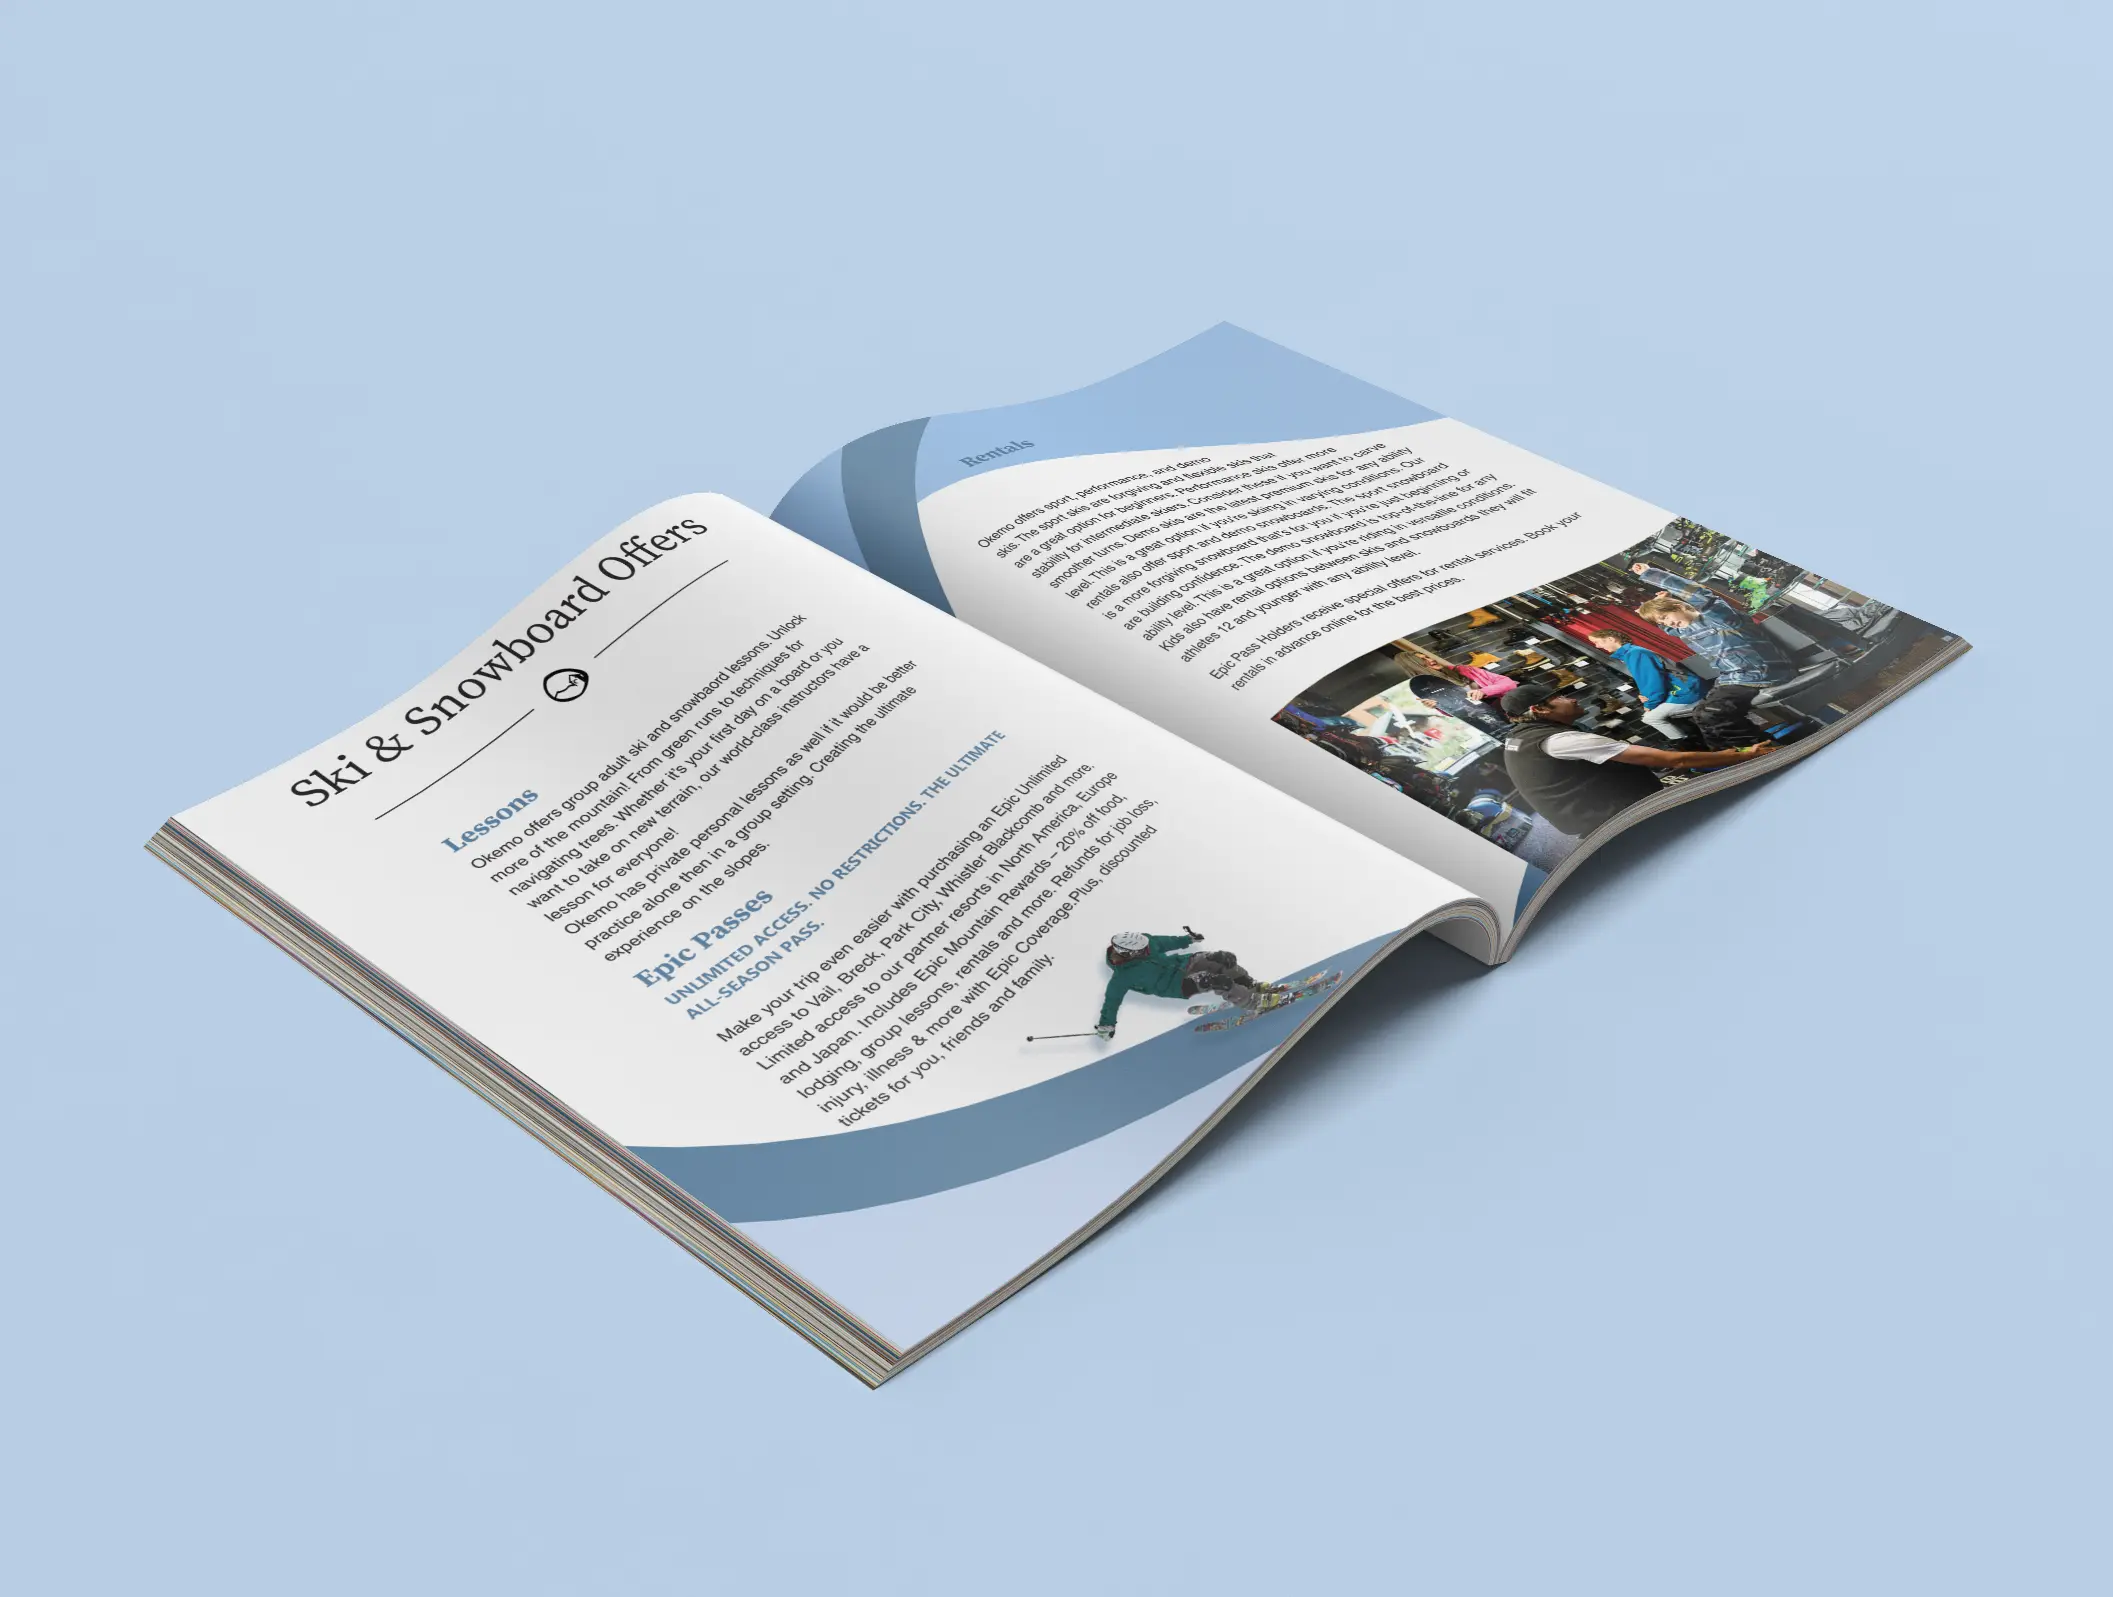 Ski & Snowboard Offers
Lessons
Okemo offers group adult ski and snowbaord lessons. Unlock
more of the mountain! From green runs to techniques for
navigating trees. Whether it's your first day on a board or you
want to take on new terrain, our world-class instructors have a
lesson for everyone!
Okemo has private personal lessons as well if it would be better
practice alone then in a group setting. Creating the ultimate
experience on the slopes.
Epic Passes
UNLIMITED ACCESS. NO RESTRICTIONS. THE ULTIMATE
ALL-SEASON PASS.
Make your trip even easier with purchasing an Epic Unlimited
access to Vail, Breck, Park City, Whistler Blackcomb and more.
Limited access to our partner resorts in North America, Europe
and Japan. Includes Epic Mountain Rewards – 20% off food,
lodging, group lessons, rentals and more. Refunds for job loss,
injury, illness & more with Epic Coverage.Plus, discounted
tickets for you, friends and family.
Rentals
Okemo offers sport, performance, and demo
skis. The sport skis are forgiving and flexible skis that
are a great option for beginners. Performance skis offer more
stability for intermediate skiers. Consider these if you want to carve
smoother turns. Demo skis are the latest premium skis for any ability
level. This is a great option if you're skiing in varying conditions. Our
rentals also offer sport and demo snowboards. The sport snowboard
is a more forgiving snowboard that's for you if you're just beginning or
are building confidence. The demo snowboard is top-of-the-line for any
ability level. This is a great option if you're riding in versatile conditions.
Kids also have rental options between skis and snowboards they will fit
athletes 12 and younger with any ability level.
Epic Pass Holders receive special offers for rental services. Book your
rentals in advance online for the best prices.